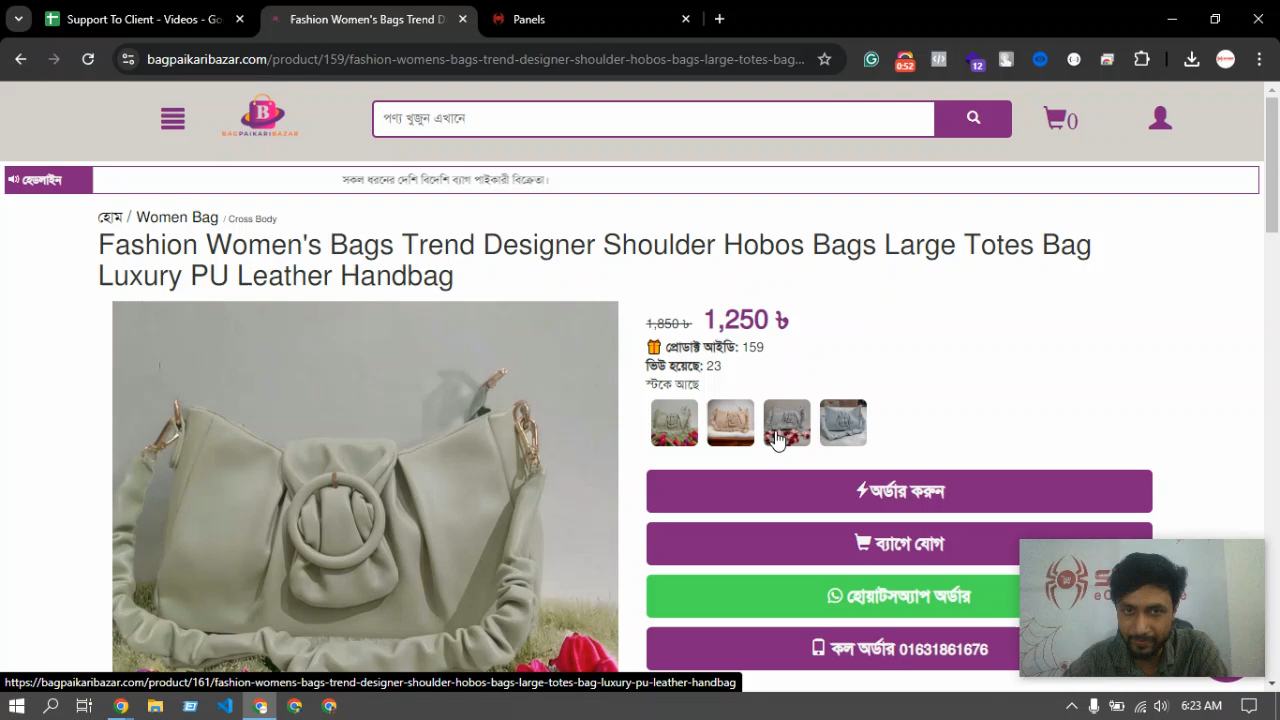 Support To Client - Videos - Go
Fashion Women's Bags Trend D
Panels
bagpaikaribazar.com/product/159/fashion-womens-bags-trend-designer-shoulder-hobos-bags-large-totes-bag...
0:52
12
B
BAGPAIKARIBAZAR
পণ্য খুজুন এখানে
0
হেডলাইন
সকল ধরনের দেশি বিদেশি ব্যাগ পাইকারী বিক্রেতা।
হোম / Women Bag / Cross Body
Fashion Women's Bags Trend Designer Shoulder Hobos Bags Large Totes Bag
Luxury PU Leather Handbag
1,850 ৳ 1,250 ৳
প্রোডাক্ট আইডি: 159
ভিউ হয়েছে: 23
স্টকে আছে
অর্ডার করুন
ব্যাগে যোগ
হোয়াটসঅ্যাপ অর্ডার
কল অর্ডার 01631861676
https://bagpaikaribazar.com/product/161/fashion-womens-bags-trend-designer-shoulder-hobos-bags-large-totes-bag-luxury-pu-leather-handbag
6:23 AM